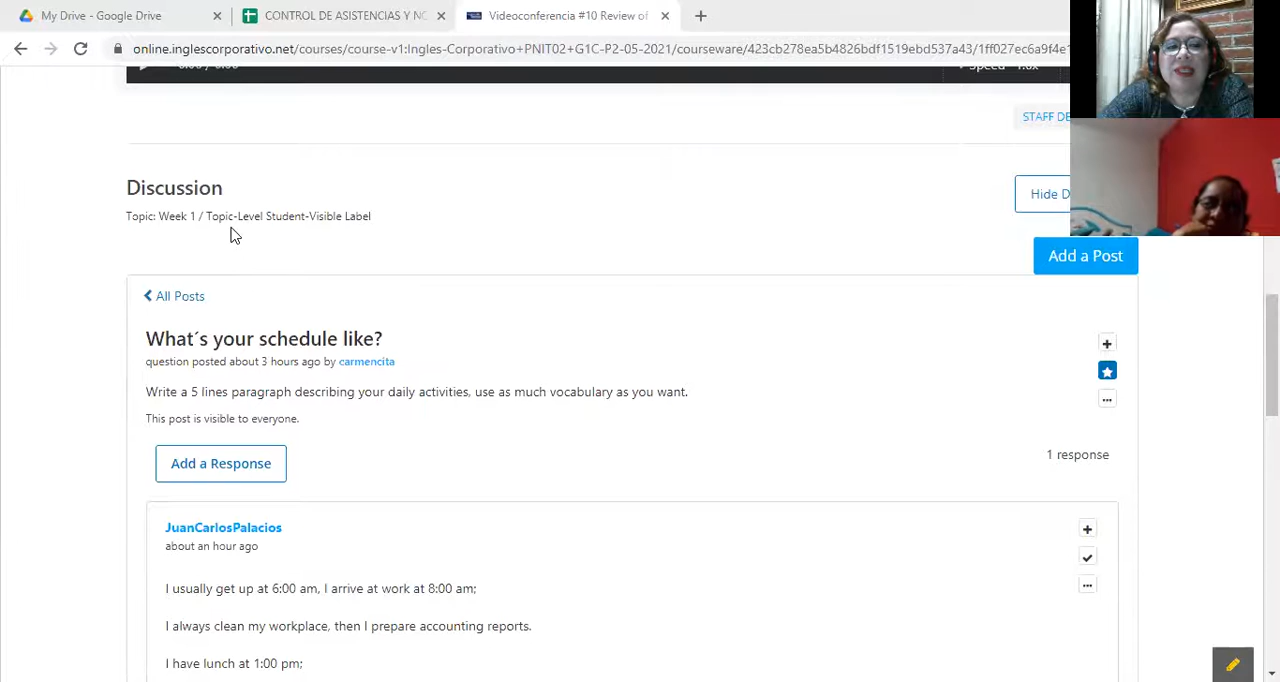 My Drive - Google Drive
CONTROL DE ASISTENCIAS Y NO
Videoconferencia #10 Review of
online.inglescorporativo.net/courses/course-v1:Ingles-Corporativo+PNIT02+G1C-P2-05-2021/courseware/423cb278ea5b4826bdf1519ebd537a43/1ff027ec6a9f4e1
Speed 1.0x
STAFF DE
Discussion
Hide D
Topic: Week 1 / Topic-Level Student-Visible Label
Add a Post
All Posts
What´s your schedule like?
question posted about 3 hours ago by carmencita
Write a 5 lines paragraph describing your daily activities, use as much vocabulary as you want.
This post is visible to everyone.
Add a Response
1 response
JuanCarlosPalacios
about an hour ago
I usually get up at 6:00 am, I arrive at work at 8:00 am;
I always clean my workplace, then I prepare accounting reports.
I have lunch at 1:00 pm;